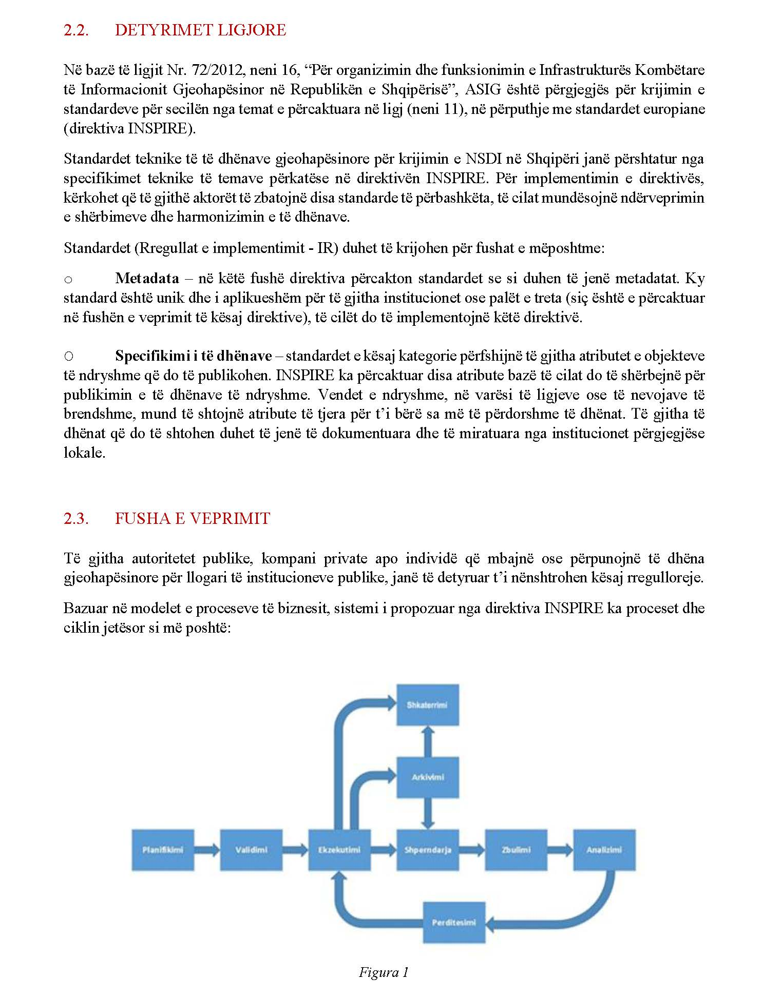 2.2. DETYRIMET LIGJORE
Në bazë të ligjit Nr. 72/2012, neni 16, “Për organizimin dhe funksionimin e Infrastrukturës Kombëtare
të Informacionit Gjeohapësinor në Republikën e Shqipërisë”, ASIG është përgjegjës për krijimin e
standardeve për secilën nga temat e përcaktuara në ligj (neni 11), në përputhje me standardet europiane
(direktiva INSPIRE).
Standardet teknike të të dhënave gjeohapësinore për krijimin e NSDI në Shqipëri janë përshtatur nga
specifikimet teknike të temave përkatëse në direktivën INSPIRE. Për implementimin e direktivës,
kërkohet që të gjithë aktorët të zbatojnë disa standarde të përbashkëta, të cilat mundësojnë ndërveprimin
e shërbimeve dhe harmonizimin e të dhënave.
Standardet (Rregullat e implementimit - IR) duhet të krijohen për fushat e mëposhtme:
o Metadata – në këtë fushë direktiva përcakton standardet se si duhen të jenë metadatat. Ky
standard është unik dhe i aplikueshëm për të gjitha institucionet ose palët e treta (siç është e përcaktuar
në fushën e veprimit të kësaj direktive), të cilët do të implementojnë këtë direktivë.
O Specifikimi i të dhënave – standardet e kësaj kategorie përfshijnë të gjitha atributet e objekteve
të ndryshme që do të publikohen. INSPIRE ka përcaktuar disa atribute bazë të cilat do të shërbejnë për
publikimin e të dhënave të ndryshme. Vendet e ndryshme, në varësi të ligjeve ose të nevojave të
brendshme, mund të shtojnë atribute të tjera për t’i bërë sa më të përdorshme të dhënat. Të gjitha të
dhënat që do të shtohen duhet të jenë të dokumentuara dhe të miratuara nga institucionet përgjegjëse
lokale.
2.3. FUSHA E VEPRIMIT
Të gjitha autoritetet publike, kompani private apo individë që mbajnë ose përpunojnë të dhëna
gjeohapësinore për llogari të institucioneve publike, janë të detyruar t’i nënshtrohen kësaj rregulloreje.
Bazuar në modelet e proceseve të biznesit, sistemi i propozuar nga direktiva INSPIRE ka proceset dhe
ciklin jetësor si më poshtë:
Shkaterrimi
Arkivimi
Planifikimi Validimi Ekzekutimi Shperndarja Zbulimi Analizimi
Perditesimi
Figura 1